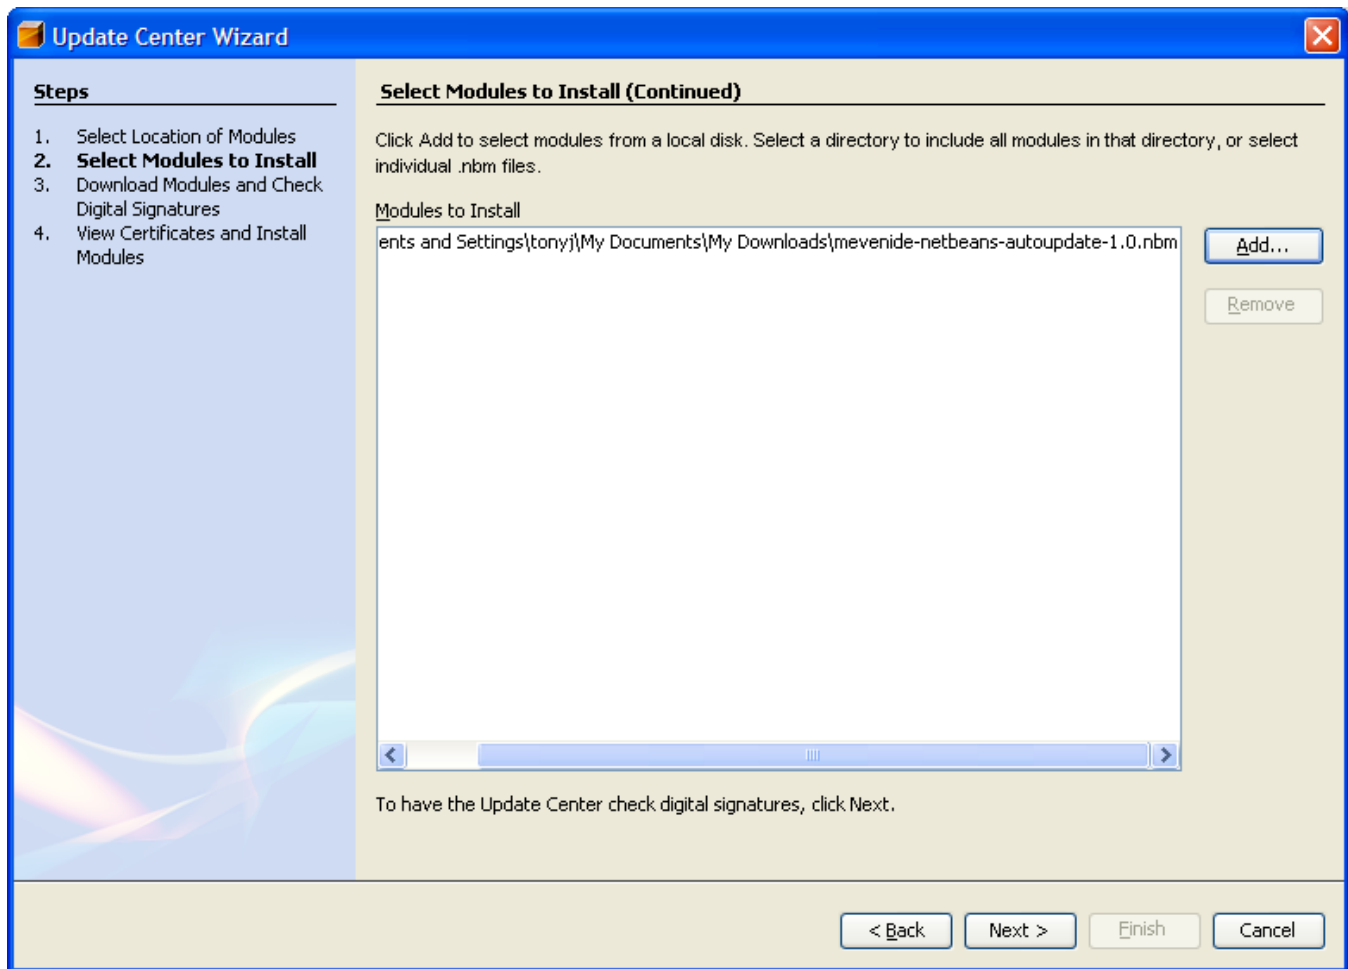 Update Center Wizard
Steps
1. Select Location of Modules
2. Select Modules to Install
3. Download Modules and Check
Digital Signatures
4. View Certificates and Install
Modules
Select Modules to Install (Continued)
Click Add to select modules from a local disk. Select a directory to include all modules in that directory, or select
individual .nbm files.
Modules to Install
ents and Settings\tonyj\My Documents\My Downloads\mevenide-netbeans-autoupdate-1.0.nbm
Add...
Remove
To have the Update Center check digital signatures, click Next.
< Back
Next >
Finish
Cancel